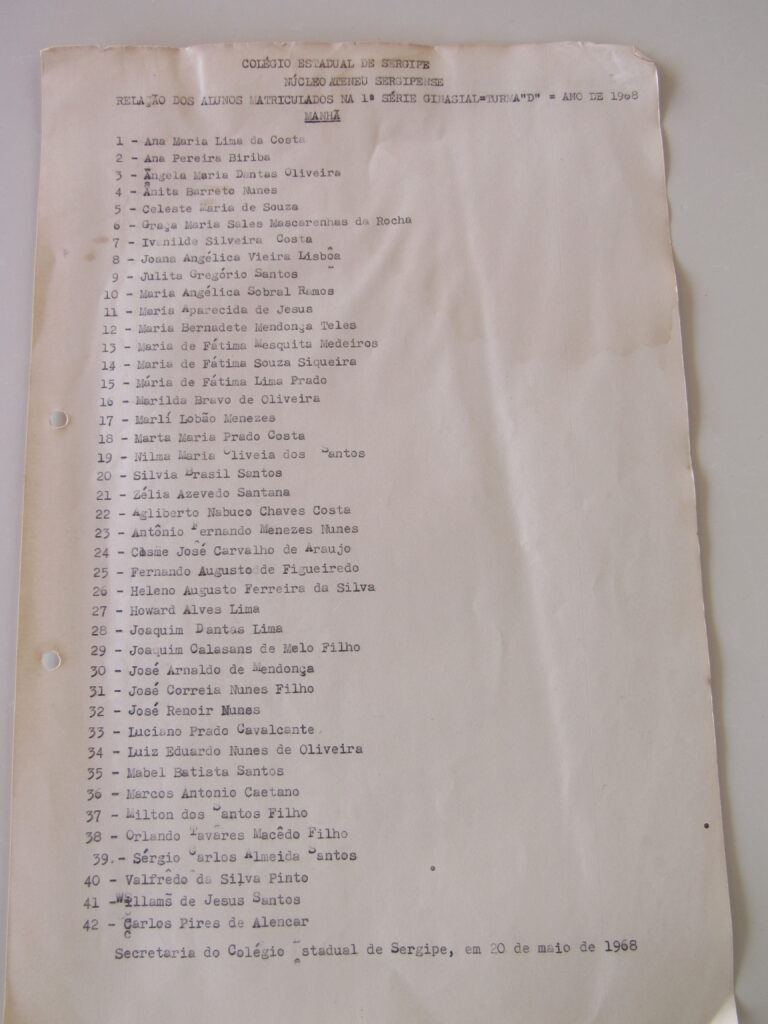 COLÉGIO ESTADUAL DE SERGIPE
NÚCLEO ATENEU SERGIPENSE
RELAÇÃO DOS ALUNOS MATRICULADOS NA 1ª SÉRIE GINASIAL=TURMA"D" = ANO DE 1968
MANHÃ
1 - Ana Maria Lima da Costa
2 - Ana Pereira Biriba
3 - Ângela Maria Dantas Oliveira
4 - Ânita Barreto Nunes
5 - Celeste Maria de Souza
6 - Graça Maria Sales Mascarenhas da Rocha
7 - Ivanilde Silveira Costa
8 - Joana Angélica Vieira Lisbôa
9 - Julita Gregório Santos
10 - Maria Angélica Sobral Ramos
11 - Maria Aparecida de Jesus
12 - Maria Bernadete Mendonça Teles
13 - Maria de Fátima Mesquita Medeiros
14 - Maria de Fátima Souza Siqueira
15 - Mária de Fátima Lima Prado
16 - Marilda Bravo de Oliveira
17 - Marlí Lobão Menezes
18 - Marta Maria Prado Costa
19 - Nilma Maria Oliveia dos Santos
20 - Silvia Brasil Santos
21 - Zélia Azevedo Santana
22 - Agliberto Nabuco Chaves Costa
23 - Antônio Fernando Menezes Nunes
24 - Cosme José Carvalho de Araujo
25 - Fernando Augusto de Figueiredo
26 - Heleno Augusto Ferreira da Silva
27 - Howard Alves Lima
28 - Joaquim Dantas Lima
29 - Joaquim Calasans de Melo Filho
30 - José Arnaldo de Mendonça
31 - José Correia Nunes Filho
32 - José Renoir Nunes
33 - Luciano Prado Cavalcante
34 - Luiz Eduardo Nunes de Oliveira
35 - Mabel Batista Santos
36 - Marcos Antonio Caetano
37 - Milton dos Santos Filho
38 - Orlando Tavares Macêdo Filho
39.- Sérgio Carlos Almeida Santos
40 - Valfrêdo da Silva Pinto
41 - Willams de Jesus Santos
42 - Carlos Pires de Alencar
Secretaria do Colégio Estadual de Sergipe, em 20 de maio de 1968